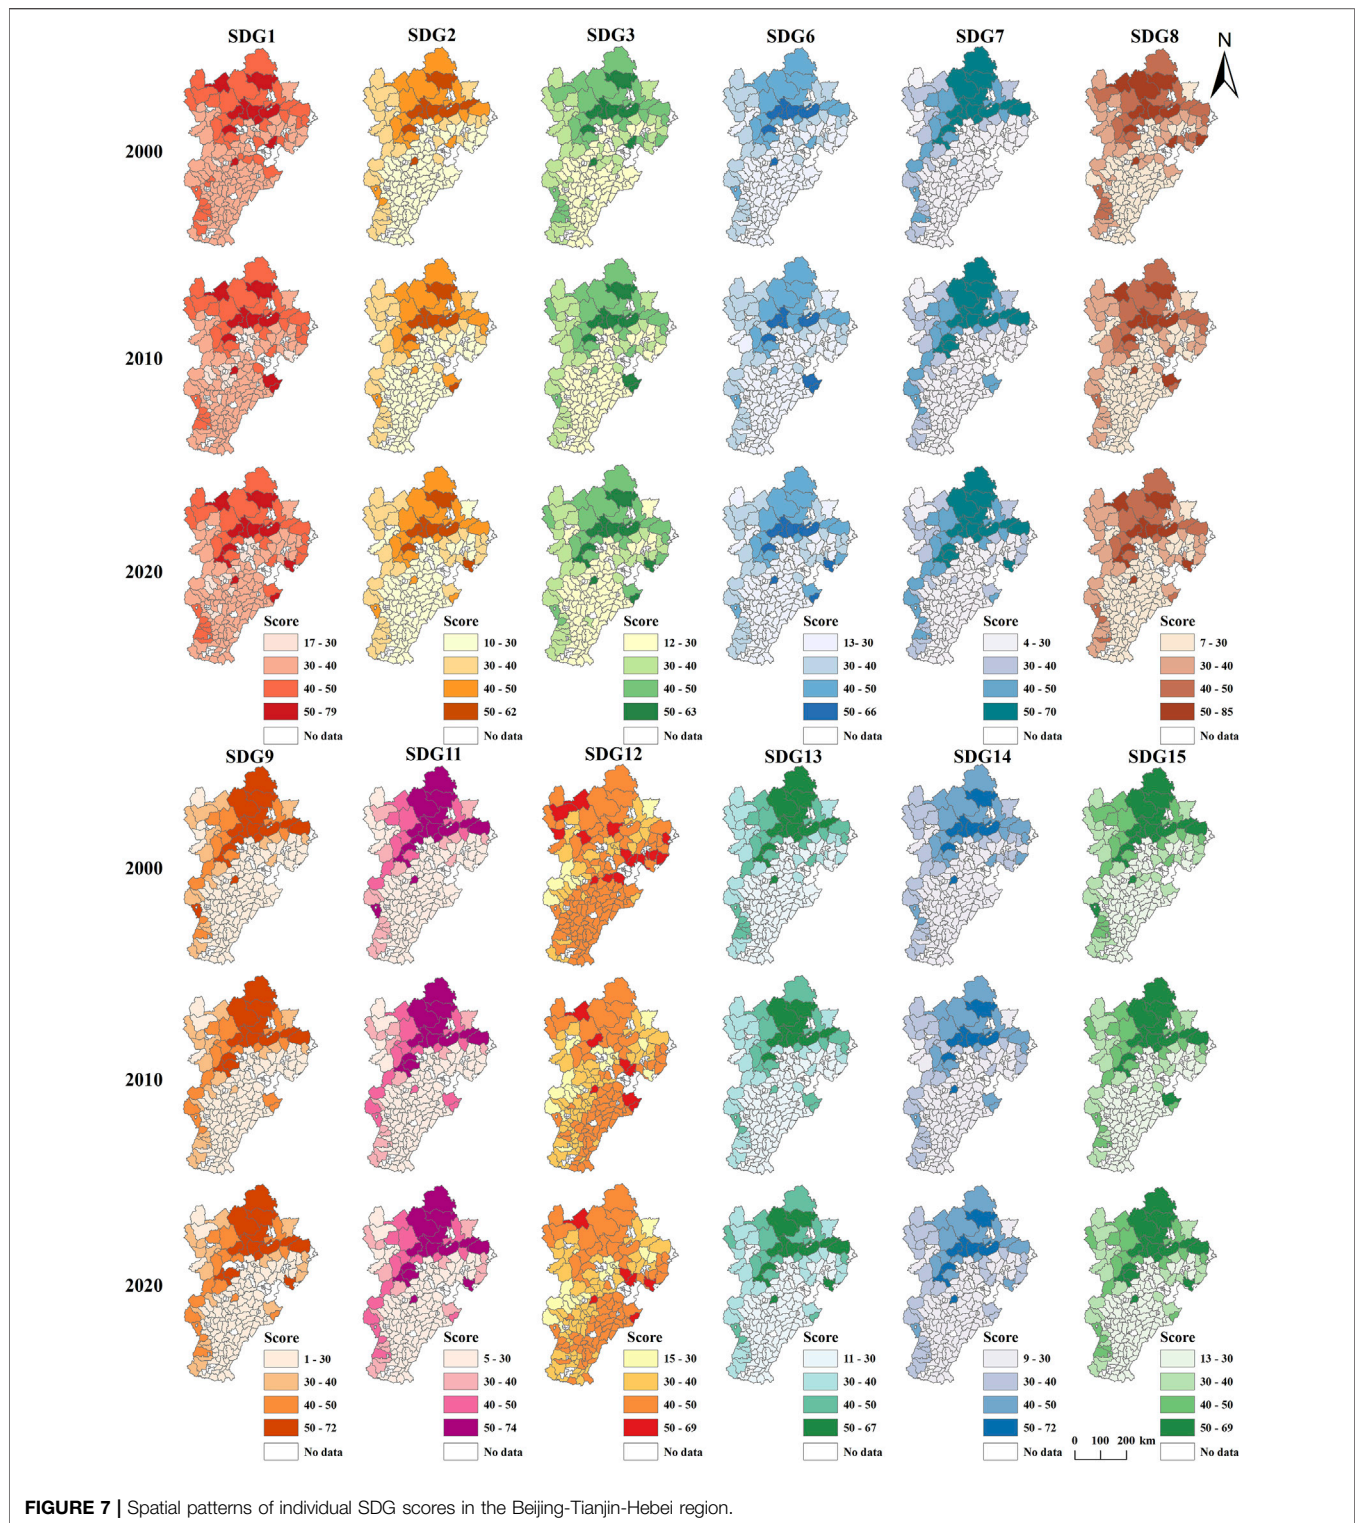 SDG1 SDG2 SDG3 SDG6 SDG7 SDG8
N
2000
2010
2020
Score Score Score Score Score Score
17 - 30 10 - 30 12 - 30 13- 30 4 - 30 7 - 30
30 - 40 30 - 40 30 - 40 30 - 40 30 - 40 30 - 40
40 - 50 40 - 50 40 - 50 40 - 50 40 - 50 40 - 50
50 - 79 50 - 62 50 - 63 50 - 66 50 - 70 50 - 85
No data No data No data No data No data No data
SDG9 SDG11 SDG12 SDG13 SDG14 SDG15
2000
2010
2020
Score Score Score Score Score Score
1 - 30 5 - 30 15 - 30 11 - 30 9 - 30 13 - 30
30 - 40 30 - 40 30 - 40 30 - 40 30 - 40 30 - 40
40 - 50 40 - 50 40 - 50 40 - 50 40 - 50 40 - 50
50 - 72 50 - 74 50 - 69 50 - 67 50 - 72 50 - 69
No data No data No data No data No data No data
0 100 200 km
FIGURE 7 | Spatial patterns of individual SDG scores in the Beijing-Tianjin-Hebei region.